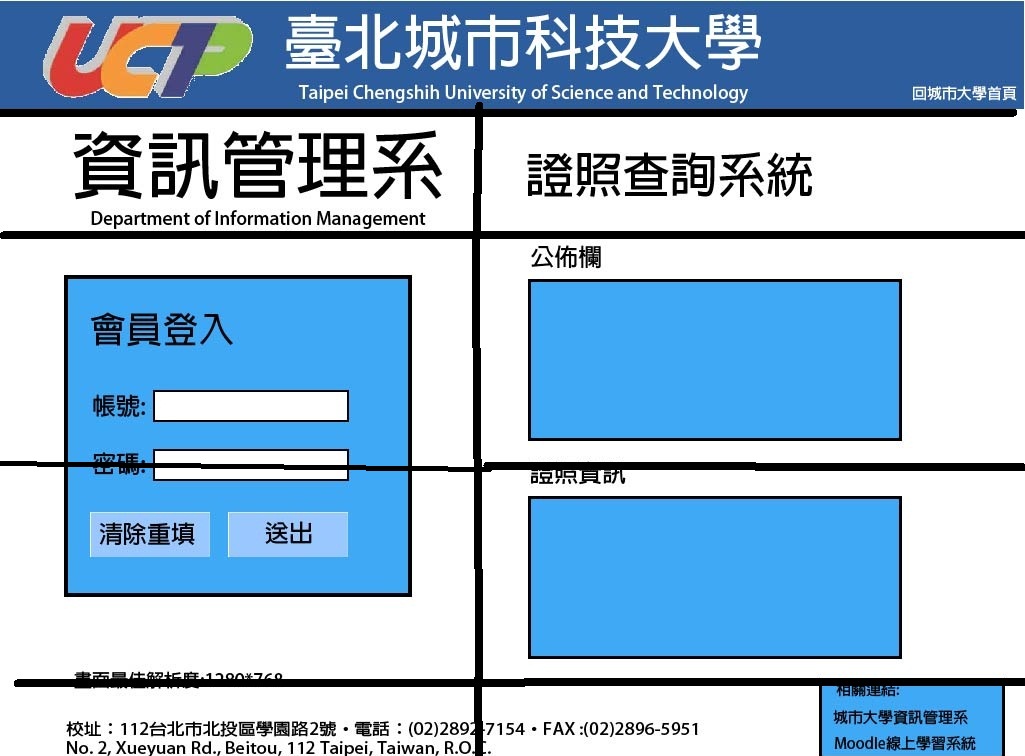 UCTP
臺北城市科技大學
Taipei Chengshih University of Science and Technology
回城市大學首頁
資訊管理系
Department of Information Management
證照查詢系統
公佈欄
會員登入
帳號:
密碼:
證照資訊
清除重填 送出
畫面最佳解析度:1280*768
相關連結:
城市大學資訊管理系
Moodle線上學習系統
校址：112台北市北投區學園路2號‧電話：(02)2892-7154‧FAX :(02)2896-5951
No. 2, Xueyuan Rd., Beitou, 112 Taipei, Taiwan, R.O.C.